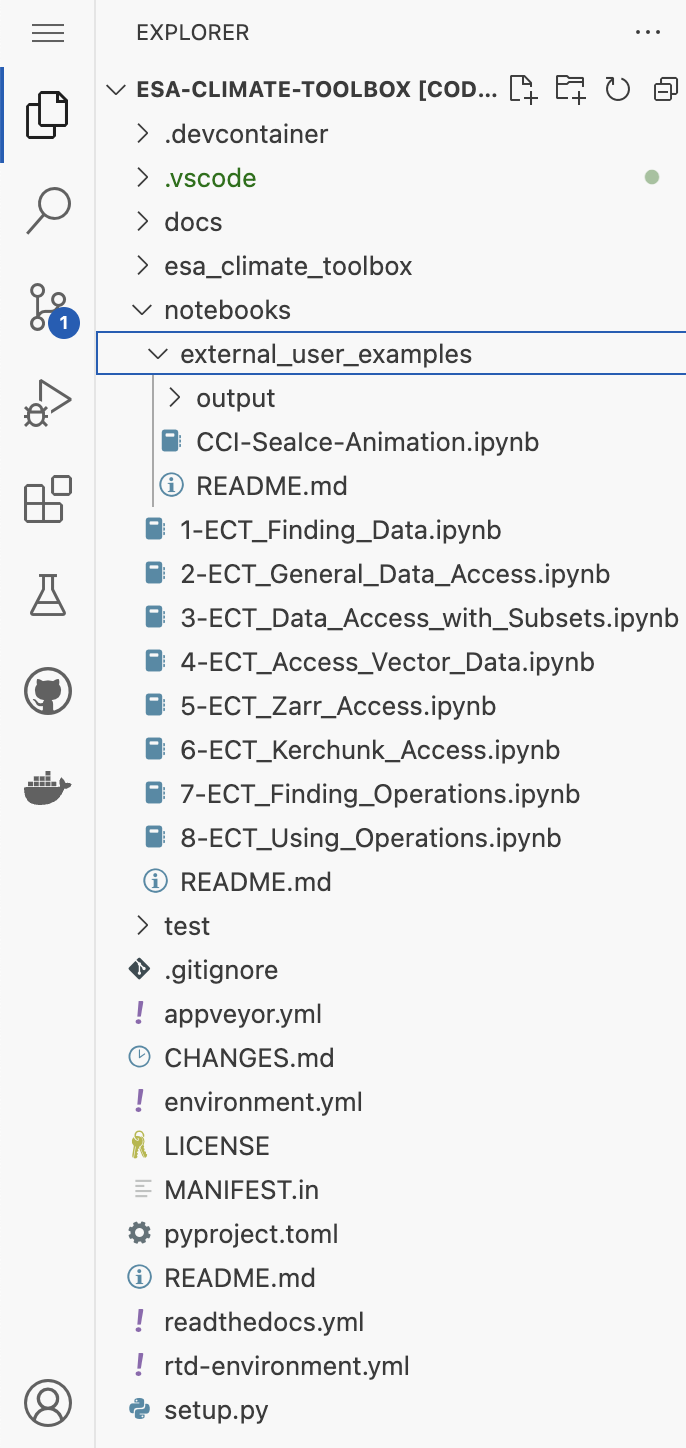 EXPLORER
ESA-CLIMATE-TOOLBOX [COD...
.devcontainer
.vscode
docs
esa_climate_toolbox
notebooks
1
external_user_examples
output
CCI-SeaIce-Animation.ipynb
README.md
1-ECT_Finding_Data.ipynb
2-ECT_General_Data_Access.ipynb
3-ECT_Data_Access_with_Subsets.ipynb
4-ECT_Access_Vector_Data.ipynb
5-ECT_Zarr_Access.ipynb
6-ECT_Kerchunk_Access.ipynb
7-ECT_Finding_Operations.ipynb
8-ECT_Using_Operations.ipynb
README.md
test
.gitignore
appveyor.yml
CHANGES.md
environment.yml
LICENSE
MANIFEST.in
pyproject.toml
README.md
readthedocs.yml
rtd-environment.yml
setup.py